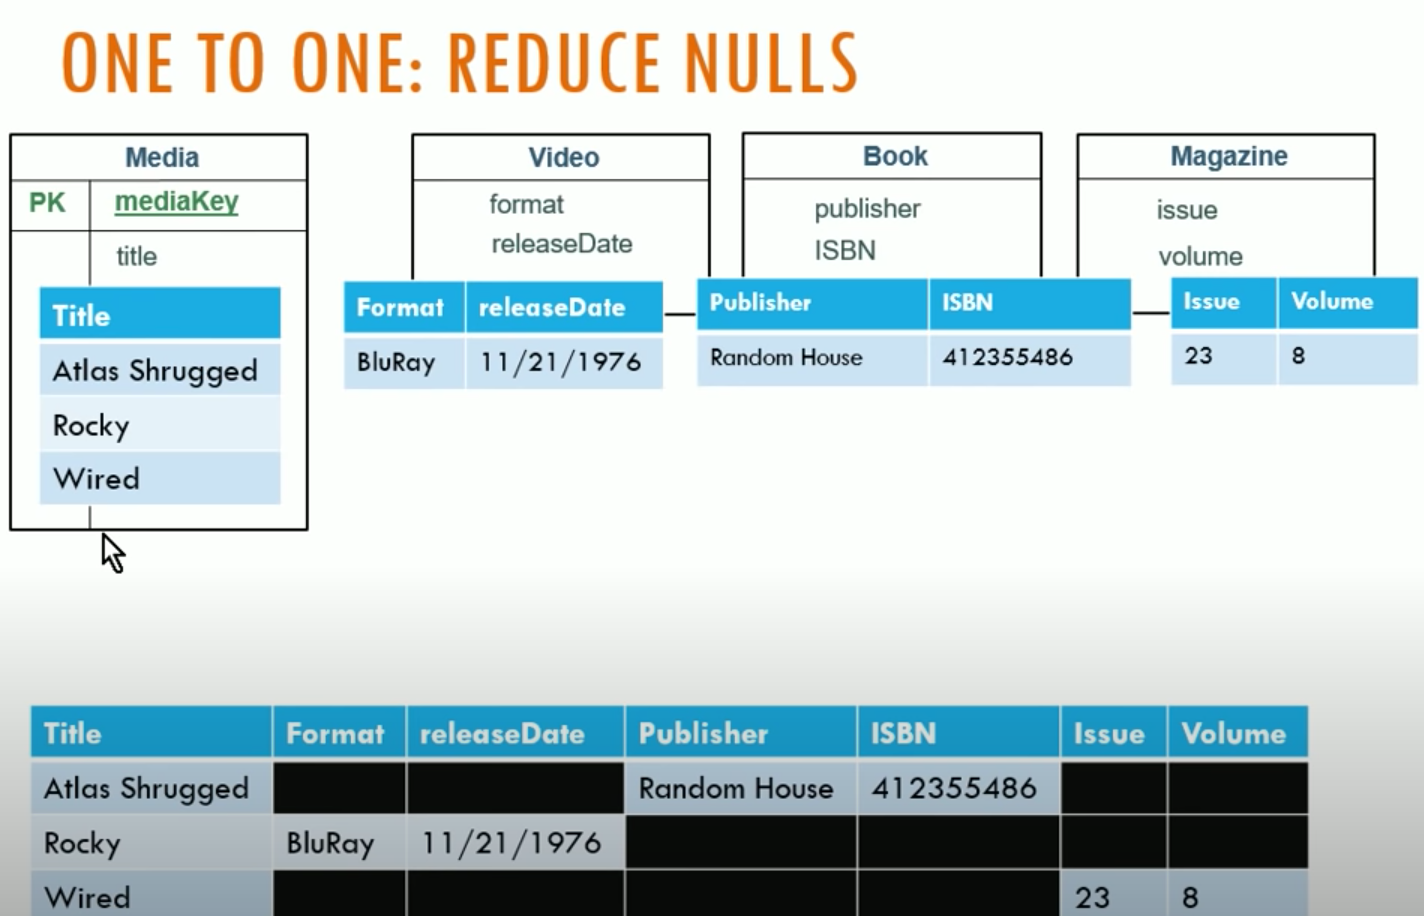 ONE TO ONE: REDUCE NULLS
Media
PK mediaKey
title
Title
Atlas Shrugged
Rocky
Wired
Video
format
releaseDate
Format releaseDate
BluRay 11/21/1976
Book
publisher
ISBN
Publisher ISBN
Random House 412355486
Magazine
issue
volume
Issue Volume
23 8
Title Format releaseDate Publisher ISBN Issue Volume
Atlas Shrugged Random House 412355486
Rocky BluRay 11/21/1976
Wired 23 8